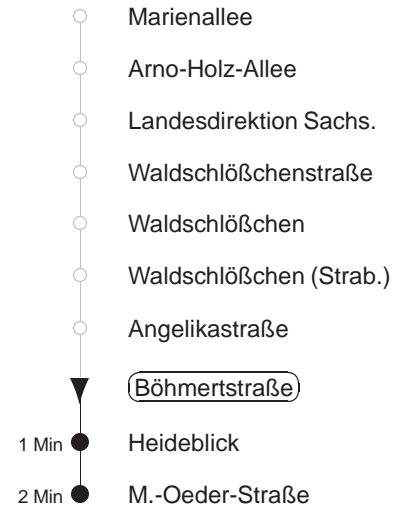 Marienallee
Arno-Holz-Allee
Landesdirektion Sachs.
Waldschlößchenstraße
Waldschlößchen
Waldschlößchen (Strab.)
Angelikastraße
Böhmertstraße
1 Min Heideblick
2 Min M.-Oeder-Straße